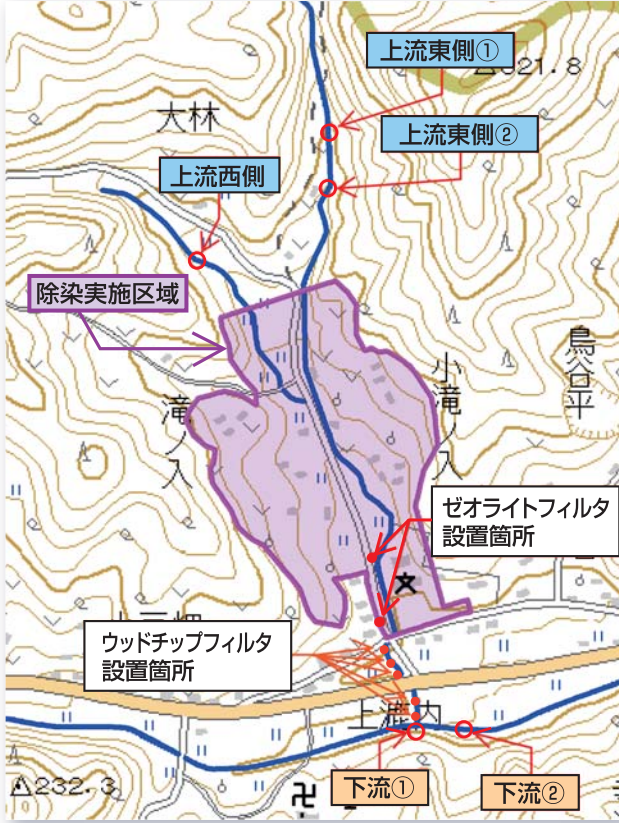 上流東側①
321.8
大林
上流東側②
上流西側
除染実施区域
鳥谷平
小滝ノ入
滝ノ入
ゼオライトフィルタ
設置箇所
ウッドチップフィルタ
設置箇所
上滝内
下流①
下流②
232.3